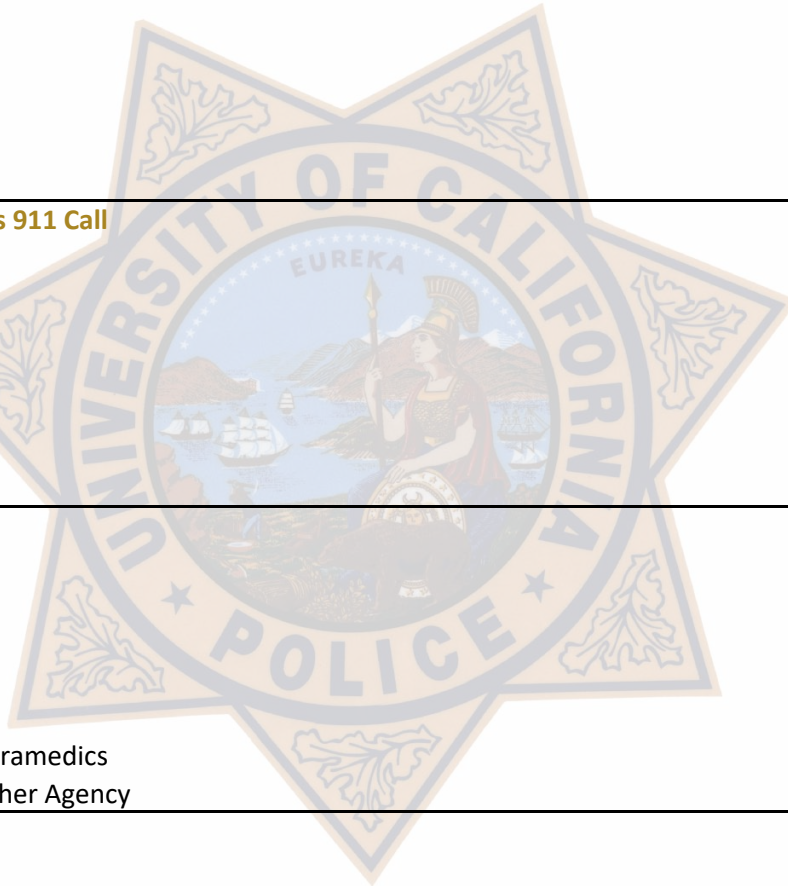 s 911 Call
UNIVERSITY OF CALIFORNIA
EUREKA
POLICE
ramedics
her Agency